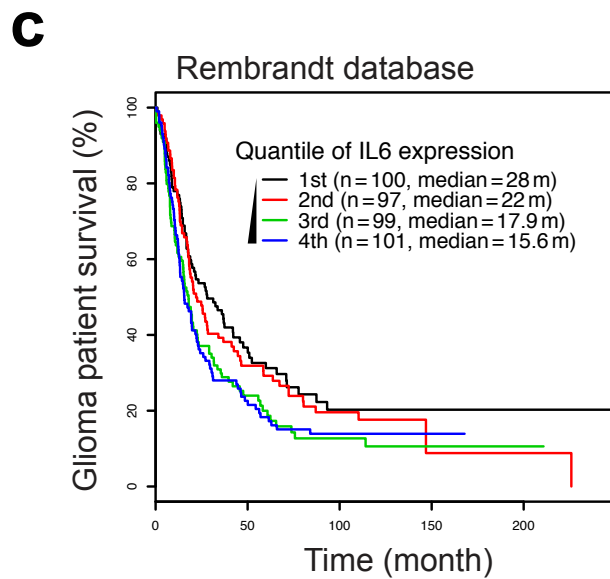 C
Rembrandt database
Glioma patient survival (%)
100
80
60
40
20
0
Quantile of IL6 expression
1st (n=100, median=28 m)
2nd (n=97, median=22 m)
3rd (n=99, median=17.9 m)
4th (n=101, median=15.6 m)
0 50 100 150 200
Time (month)